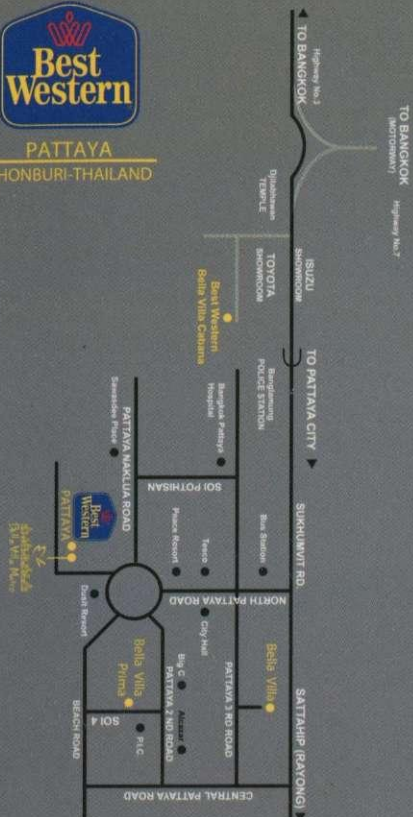 Best
Western
PATTAYA
HONBURI-THAILAND
TO BANGKOK
(MOTORWAY)
Highway No.7
Highway No.3
TO BANGKOK
Djilabhawan
TEMPLE
ISUZU
SHOWROOM
TOYOTA
SHOWROOM
Best Western
Bella Villa Cabana
TO PATTAYA CITY
Banglamung
POLICE STATION
Bangkok Pattaya
Hospital
SOI POTHISAN
PATTAYA NAKLUA ROAD
Sawasdee Place
SUKHUMVIT RD.
Bus Station
Tesco
Peace Resort
NORTH PATTAYA ROAD
City Hall
Best
Western
PATTAYA
Dusit Resort
SATTAHIP (RAYONG)
Bella Villa
PATTAYA 3 RD ROAD
Big C
Alcazar
PATTAYA 2 ND ROAD
Bella Villa
Prima
SOI 4
P.I.C
BEACH ROAD
CENTRAL PATTAYA ROAD